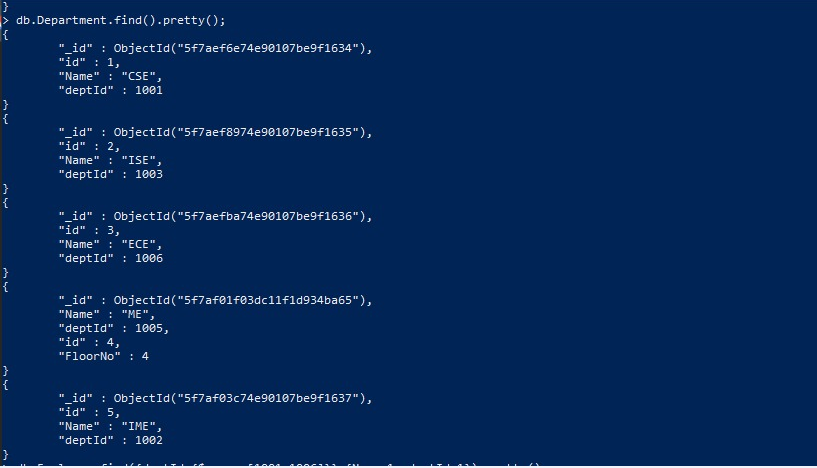 }
> db.Department.find().pretty();
{
        "_id" : ObjectId("5f7aef6e74e90107be9f1634"),
        "id" : 1,
        "Name" : "CSE",
        "deptId" : 1001
}
{
        "_id" : ObjectId("5f7aef8974e90107be9f1635"),
        "id" : 2,
        "Name" : "ISE",
        "deptId" : 1003
}
{
        "_id" : ObjectId("5f7aefba74e90107be9f1636"),
        "id" : 3,
        "Name" : "ECE",
        "deptId" : 1006
}
{
        "_id" : ObjectId("5f7af01f03dc11f1d934ba65"),
        "Name" : "ME",
        "deptId" : 1005,
        "id" : 4,
        "FloorNo" : 4
}
{
        "_id" : ObjectId("5f7af03c74e90107be9f1637"),
        "id" : 5,
        "Name" : "IME",
        "deptId" : 1002
}